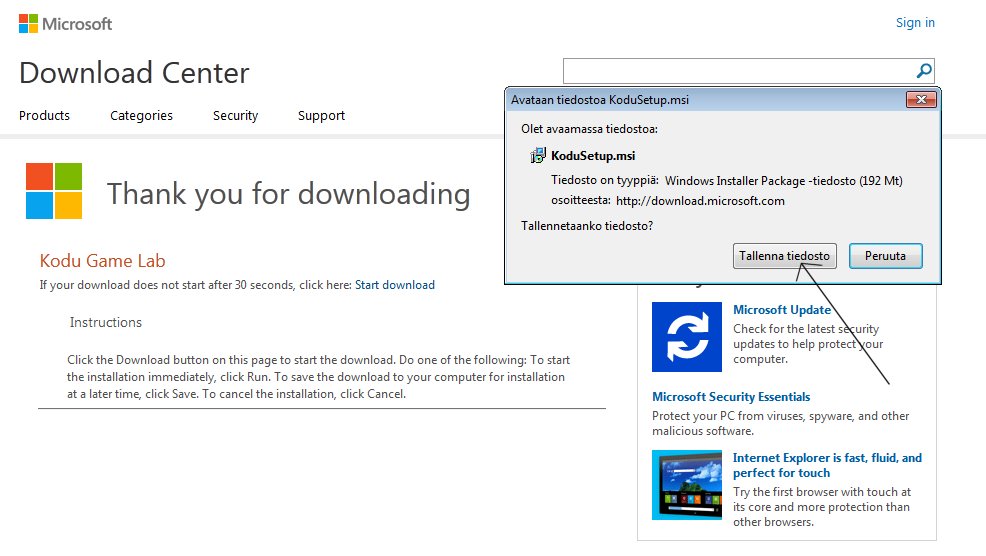 Microsoft
Sign in
Download Center
Products
Categories
Security
Support
Avataan tiedostoa KoduSetup.msi
Olet avaamassa tiedostoa:
KoduSetup.msi
Tiedosto on tyyppiä: Windows Installer Package -tiedosto (192 Mt)
osoitteesta: http://download.microsoft.com
Tallennetaanko tiedosto?
Tallenna tiedosto
Peruuta
Thank you for downloading
Kodu Game Lab
If your download does not start after 30 seconds, click here: Start download
Instructions
Click the Download button on this page to start the download. Do one of the following: To start
the installation immediately, click Run. To save the download to your computer for installation
at a later time, click Save. To cancel the installation, click Cancel.
Microsoft Update
Check for the latest security
updates to help protect your
computer.
Microsoft Security Essentials
Protect your PC from viruses, spyware, and other
malicious software.
Internet Explorer is fast, fluid, and
perfect for touch
Try the first browser with touch at
its core and more protection than
other browsers.